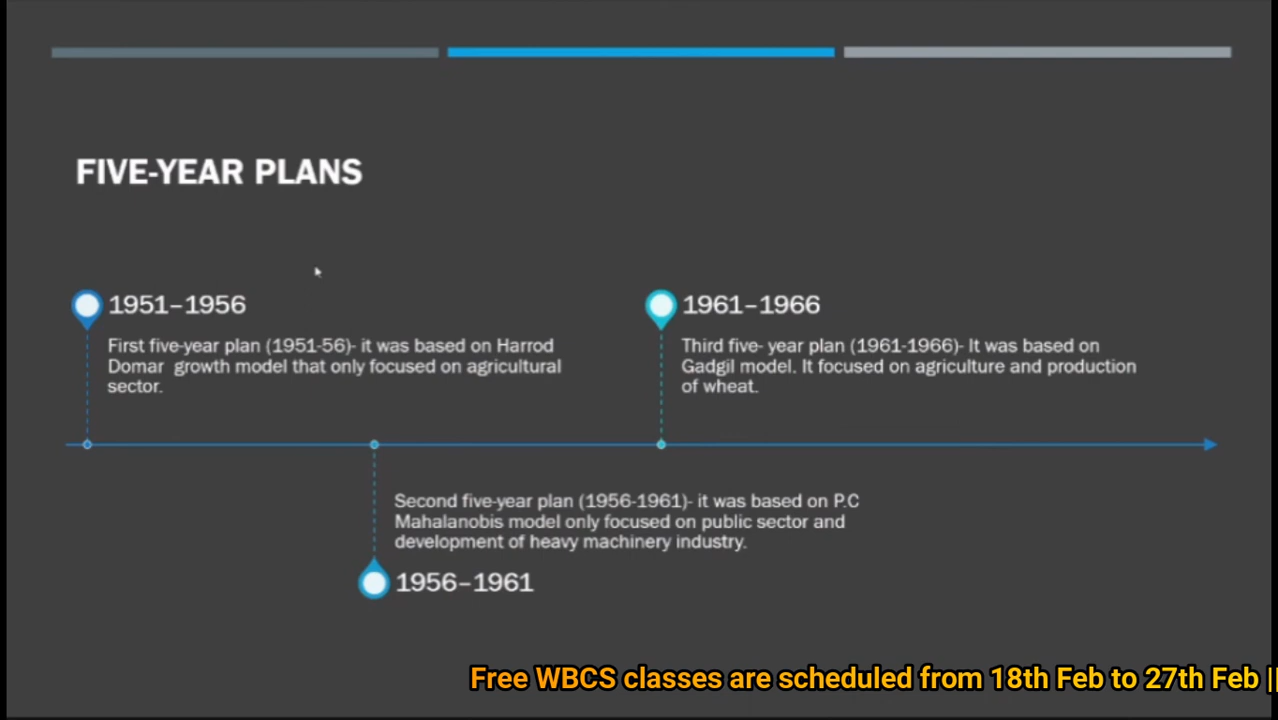 FIVE-YEAR PLANS
1951–1956
First five-year plan (1951-56)- it was based on Harrod
Domar growth model that only focused on agricultural
sector.
1961–1966
Third five- year plan (1961-1966)- It was based on
Gadgil model. It focused on agriculture and production
of wheat.
Second five-year plan (1956-1961)- it was based on P.C
Mahalanobis model only focused on public sector and
development of heavy machinery industry.
1956–1961
Free WBCS classes are scheduled from 18th Feb to 27th Feb ||